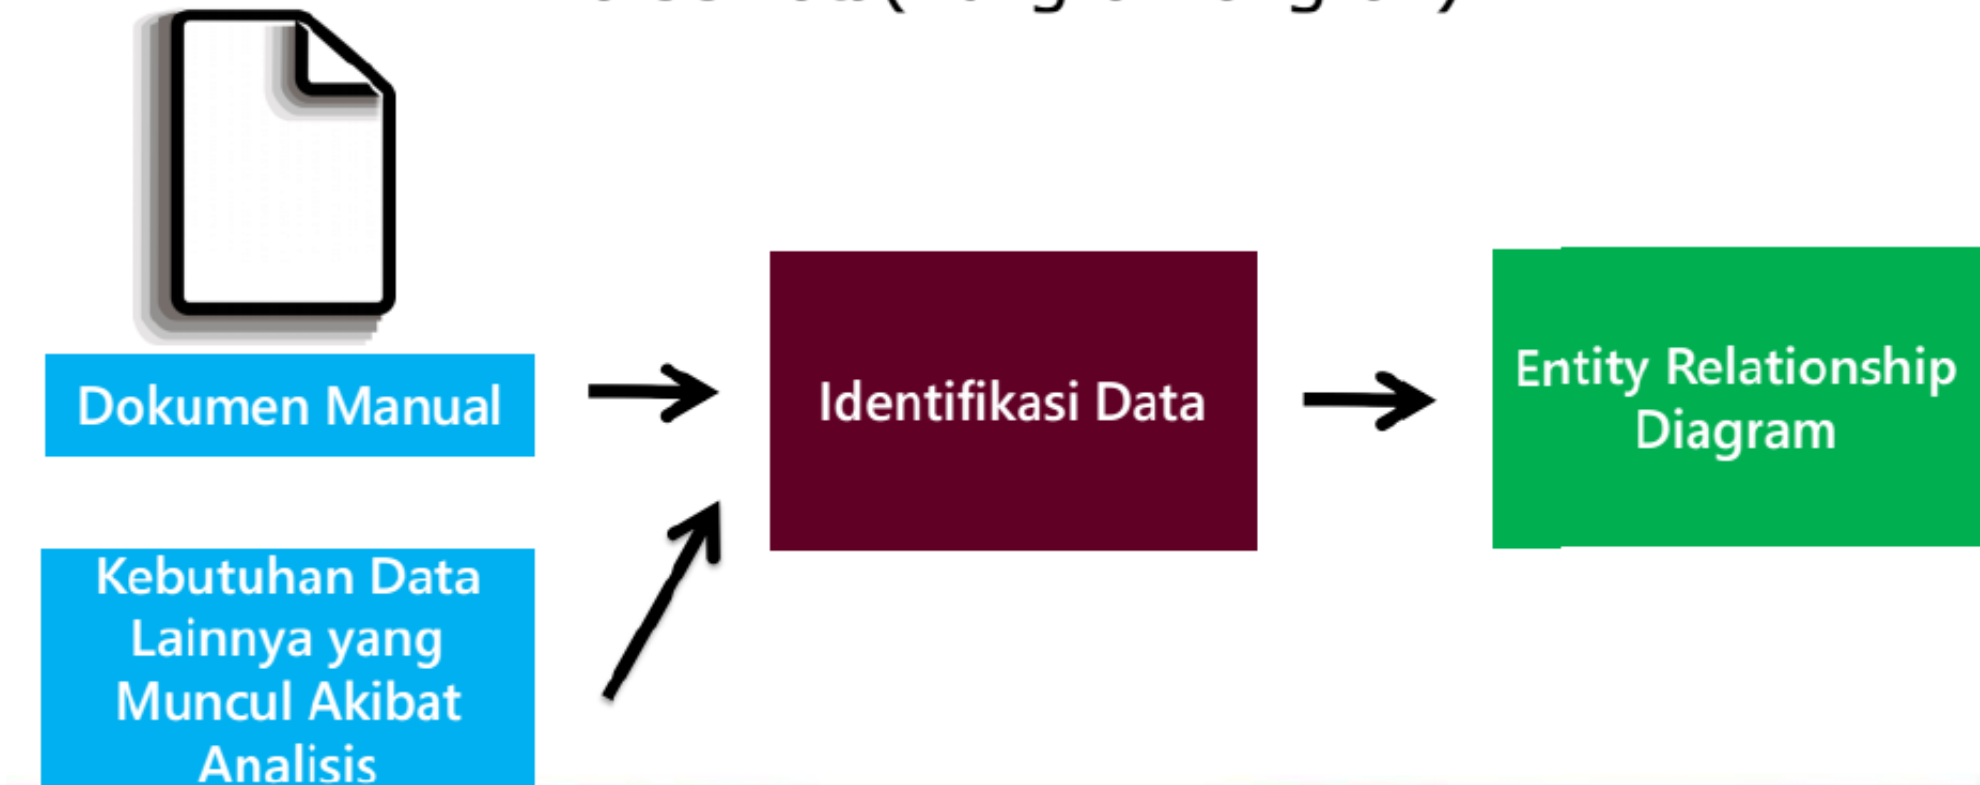 Dokumen Manual
Kebutuhan Data
Lainnya yang
Muncul Akibat
Analisis
Identifikasi Data
Entity Relationship
Diagram